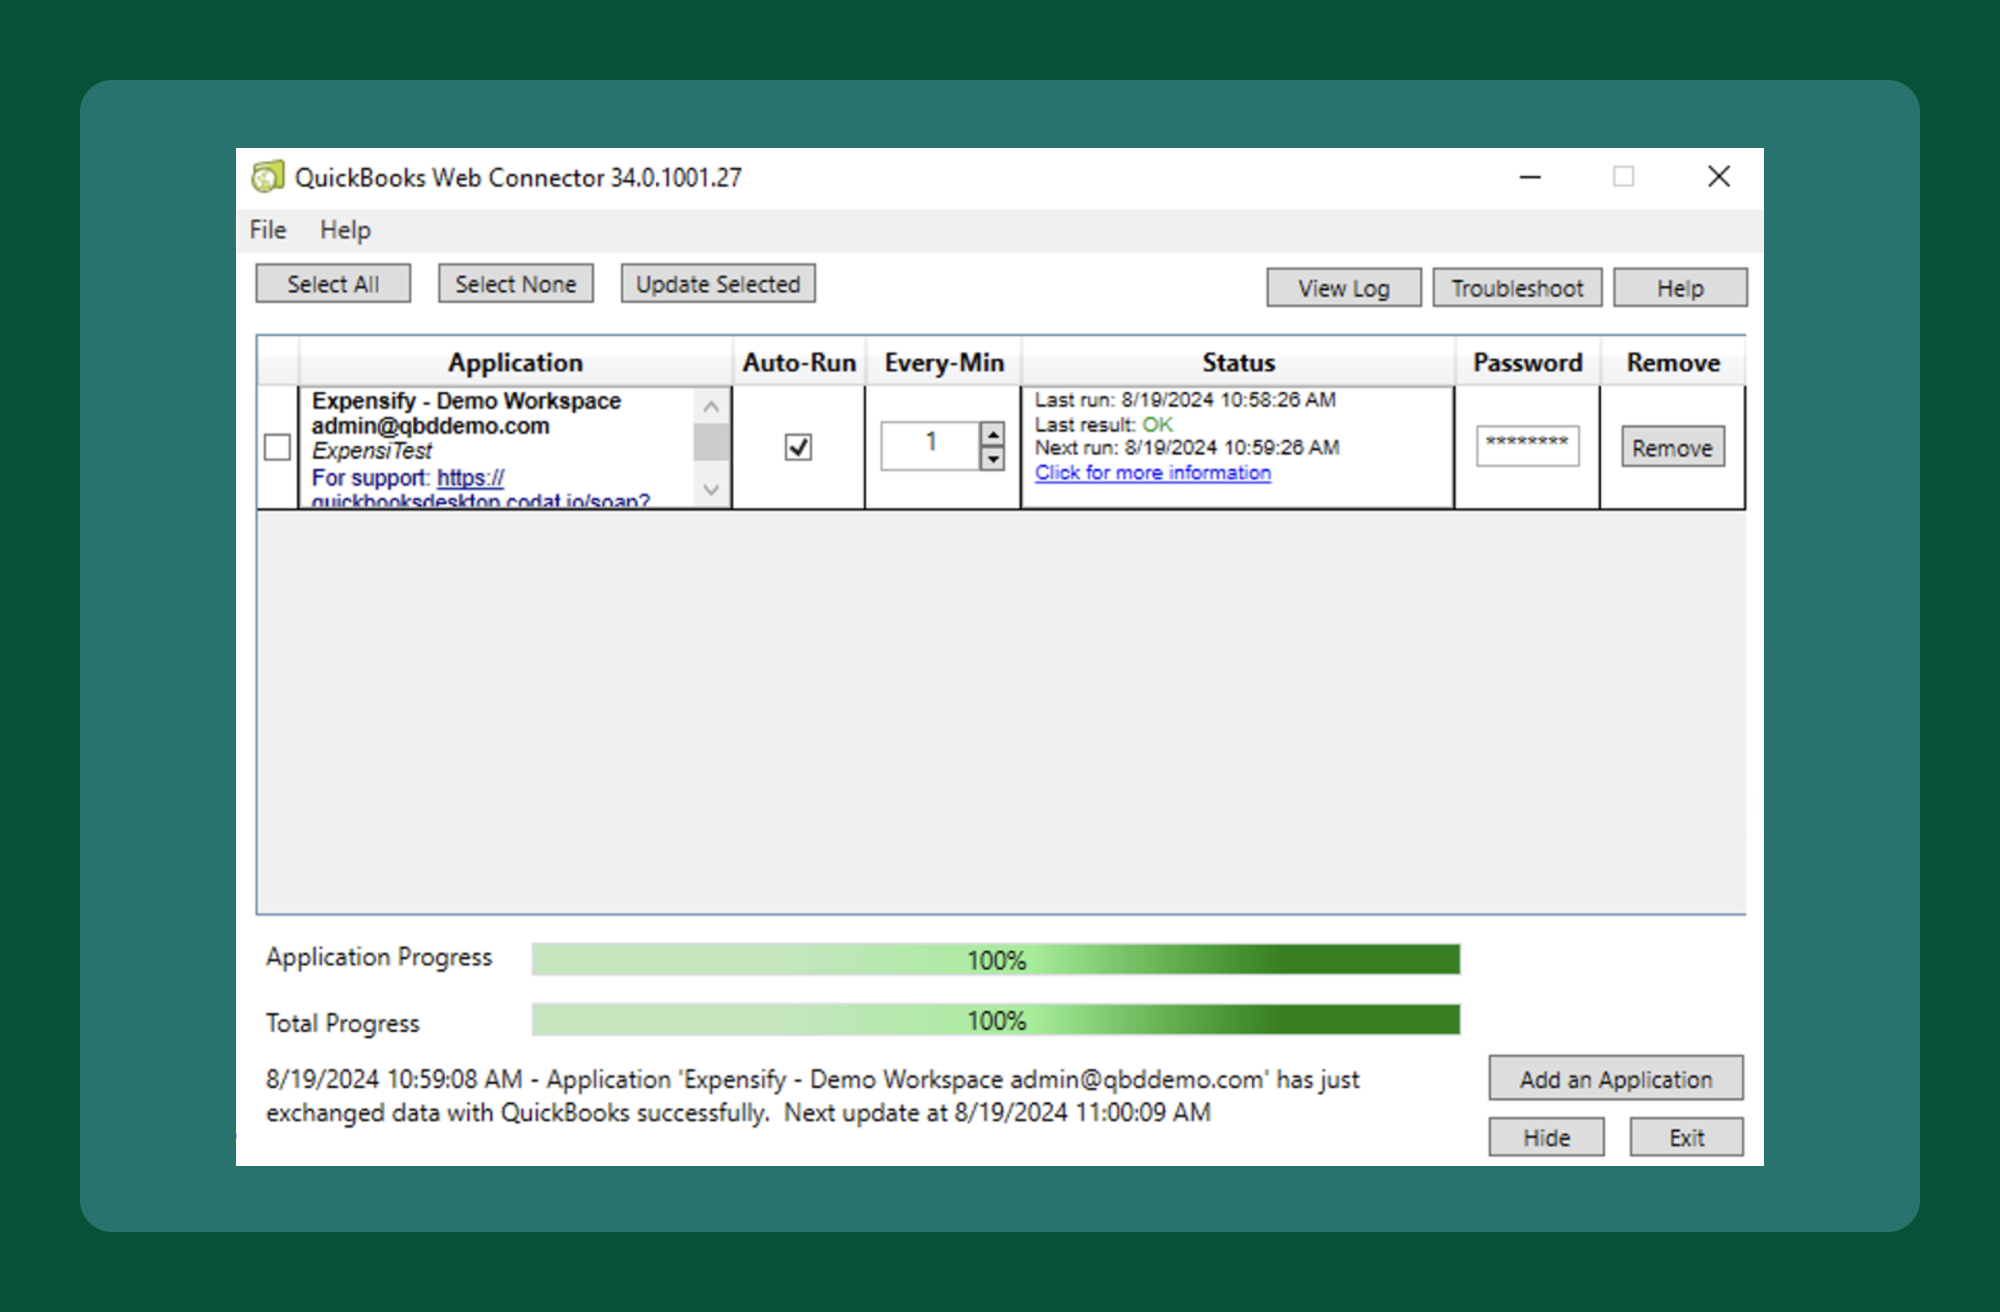 QuickBooks Web Connector 34.0.1001.27
File Help
Select All Select None Update Selected View Log Troubleshoot Help
Application Auto-Run Every-Min Status Password Remove
Expensify - Demo Workspace
admin@qbddemo.com
ExpensiTest
For support: https://
quickbooksdesktop.codat.io/soap?
1
Last run: 8/19/2024 10:58:26 AM
Last result: OK
Next run: 8/19/2024 10:59:26 AM
Click for more information
********
Remove
Application Progress 100%
Total Progress 100%
8/19/2024 10:59:08 AM - Application 'Expensify - Demo Workspace admin@qbddemo.com' has just
exchanged data with QuickBooks successfully.  Next update at 8/19/2024 11:00:09 AM
Add an Application
Hide Exit